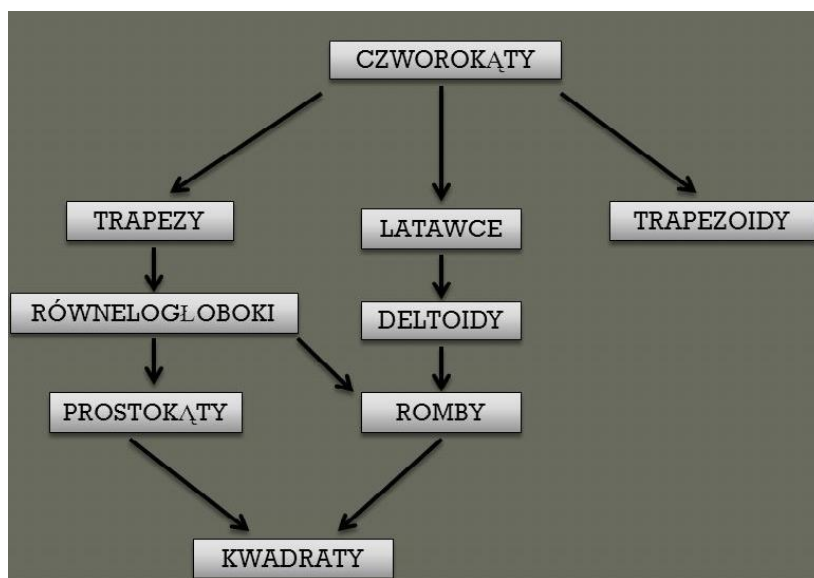 CZWOROKĄTY
TRAPEZY
LATAWCE
TRAPEZOIDY
RÓWNELOGŁOBOKI
DELTOIDY
PROSTOKĄTY
ROMBY
KWADRATY